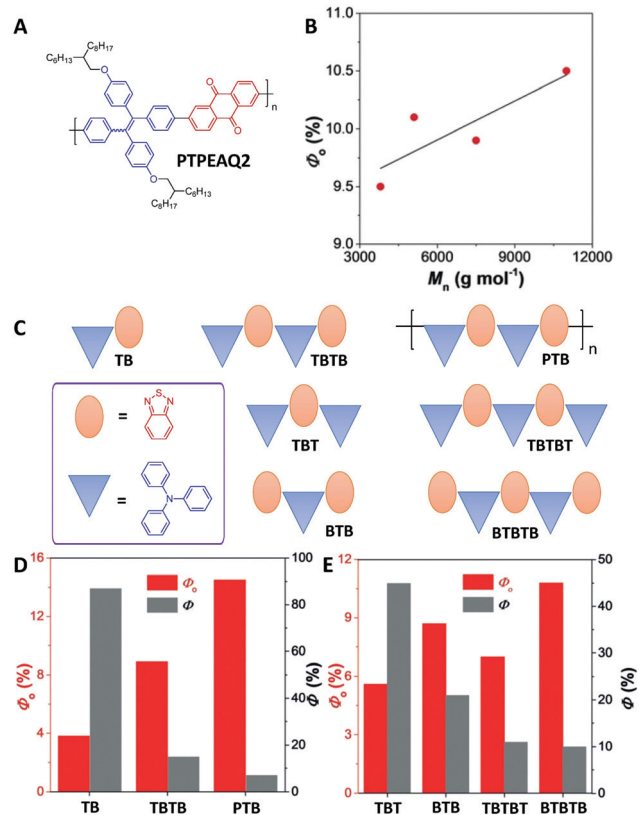 A
C8H17
C6H13
O
O
O
n
PTPEAQ2
O
C6H13
C8H17
B
Φo (%)
10.5
10.0
9.5
9.0
3000 6000 9000 12000
Mn (g mol-1)
C
TB
TBTB
PTB
n
= N S N
TBT
TBTBT
= N
BTB
BTBTB
D
Φo (%)
16
12
8
4
0
Φo
Φ
100
80
60
40
20
0
Φ (%)
TB TBTB PTB
E
Φo (%)
12
9
6
3
0
Φo
Φ
50
40
30
20
10
0
Φ (%)
TBT BTB TBTBT BTBTB